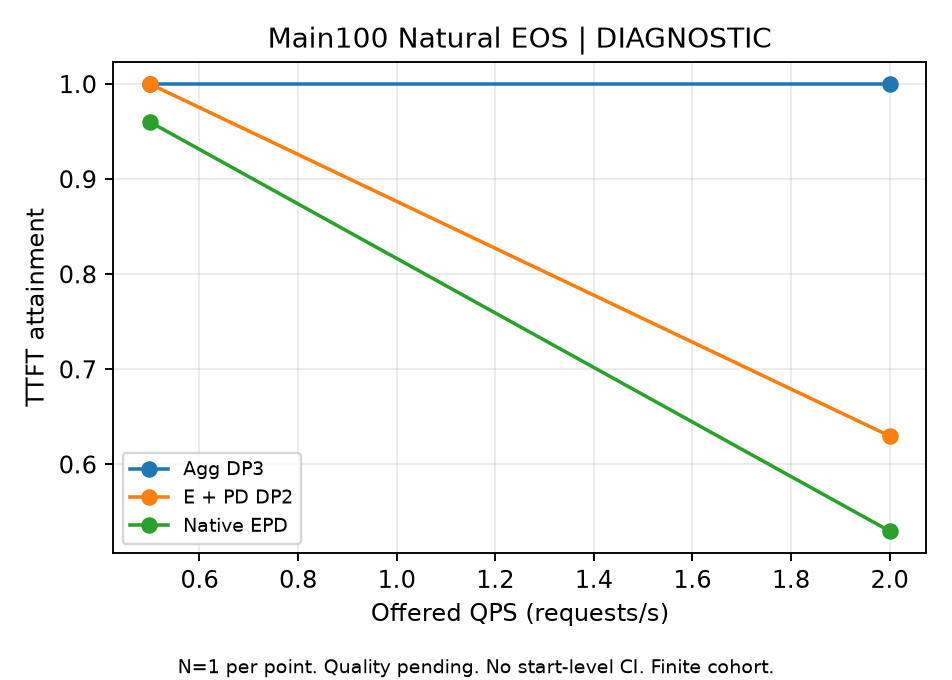 Main100 Natural EOS | DIAGNOSTIC
TTFT attainment
1.0
0.9
0.8
0.7
0.6
Agg DP3
E + PD DP2
Native EPD
0.6 0.8 1.0 1.2 1.4 1.6 1.8 2.0
Offered QPS (requests/s)
N=1 per point. Quality pending. No start-level CI. Finite cohort.